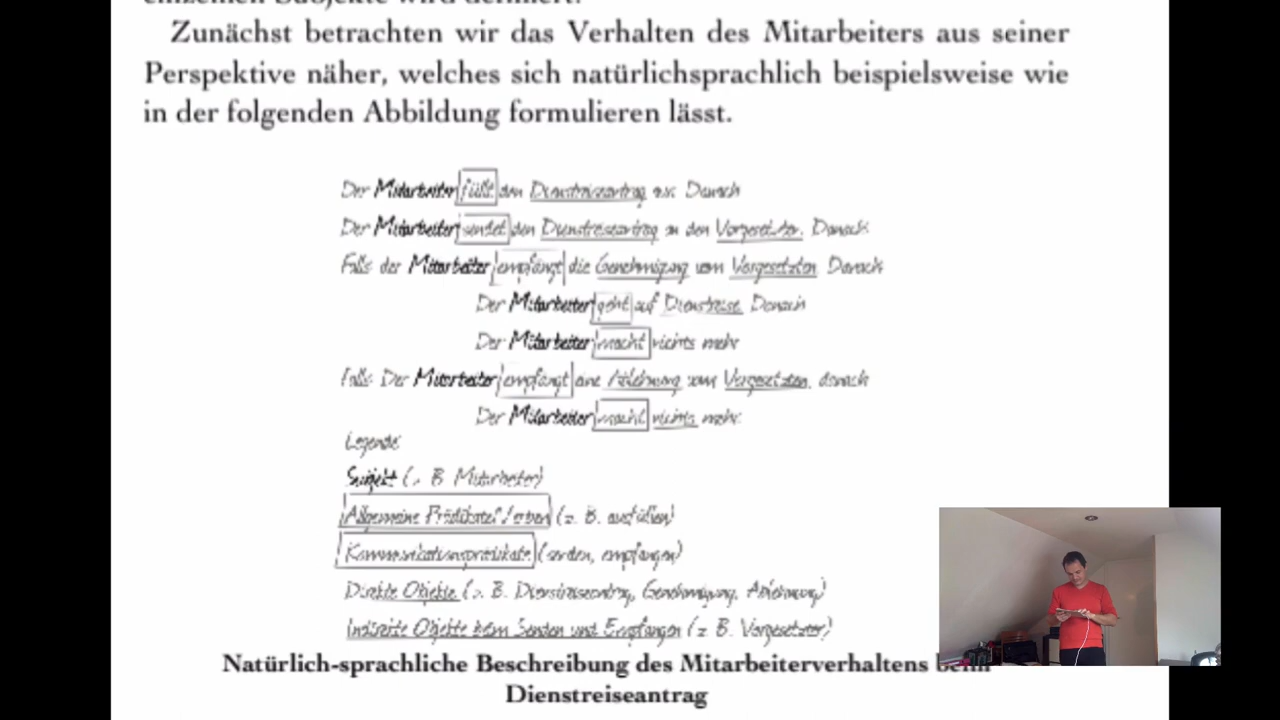 einzelnen Subjekte wird definiert.
Zunächst betrachten wir das Verhalten des Mitarbeiters aus seiner
Perspektive näher, welches sich natürlichsprachlich beispielsweise wie
in der folgenden Abbildung formulieren lässt.
Der Mitarbeiter füllt den Dienstreiseantrag aus. Danach
Der Mitarbeiter sendet den Dienstreiseantrag an den Vorgesetzten. Danach
Falls der Mitarbeiter empfängt die Genehmigung vom Vorgesetzten Danach
Der Mitarbeiter geht auf Dienstreise Danach
Der Mitarbeiter macht nichts mehr
Falls Der Mitarbeiter empfängt eine Ablehnung vom Vorgesetzten, danach
Der Mitarbeiter macht nichts mehr.
Legende
Subjekt (z. B Mitarbeiter)
Allgemeine Prädikate/Verben (z. B. ausfüllen)
Kommunikationsprädikate (senden, empfangen)
Direkte Objekte (z. B. Dienstreiseantrag, Genehmigung, Ablehnung)
Indirekte Objekte beim Senden und Empfangen (z B. Vorgesetzter)
Natürlich-sprachliche Beschreibung des Mitarbeiterverhaltens beim
Dienstreiseantrag